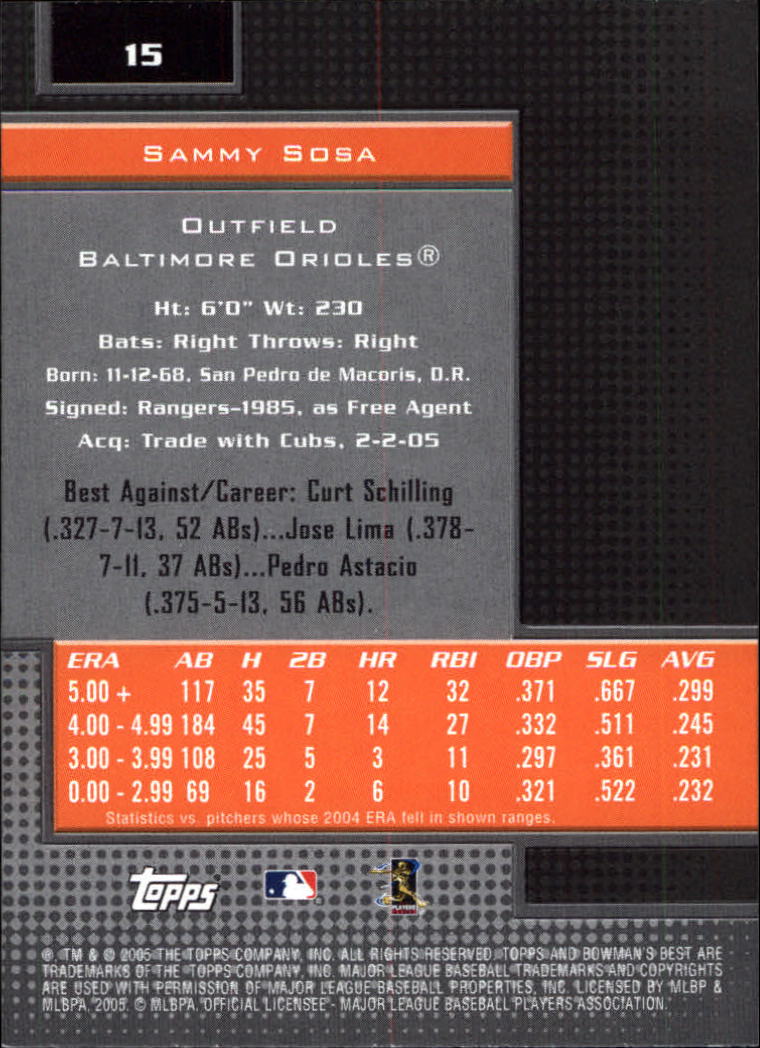 15
SAMMY SOSA
OUTFIELD
BALTIMORE ORIOLES®
Ht: 6'0" Wt: 230
Bats: Right Throws: Right
Born: 11-12-68, San Pedro de Macoris, D.R.
Signed: Rangers-1985, as Free Agent
Acq: Trade with Cubs, 2-2-05
Best Against/Career: Curt Schilling
(.327-7-13, 52 ABs)...Jose Lima (.378-
7-11, 37 ABs)...Pedro Astacio
(.375-5-13, 56 ABs).
ERA AB H 2B HR RBI OBP SLG AVG
5.00 + 117 35 7 12 32 .371 .667 .299
4.00 - 4.99 184 45 7 14 27 .332 .511 .245
3.00 - 3.99 108 25 5 3 11 .297 .361 .231
0.00 - 2.99 69 16 2 6 10 .321 .522 .232
Statistics vs. pitchers whose 2004 ERA fell in shown ranges.
Topps PLAYERS
®, TM & © 2005 THE TOPPS COMPANY, INC. ALL RIGHTS RESERVED. TOPPS AND BOWMAN'S BEST ARE
TRADEMARKS OF THE TOPPS COMPANY, INC. MAJOR LEAGUE BASEBALL TRADEMARKS AND COPYRIGHTS
ARE USED WITH PERMISSION OF MAJOR LEAGUE BASEBALL PROPERTIES, INC. LICENSED BY MLBP &
MLBPA, 2005. © MLBPA, OFFICIAL LICENSEE - MAJOR LEAGUE BASEBALL PLAYERS ASSOCIATION.